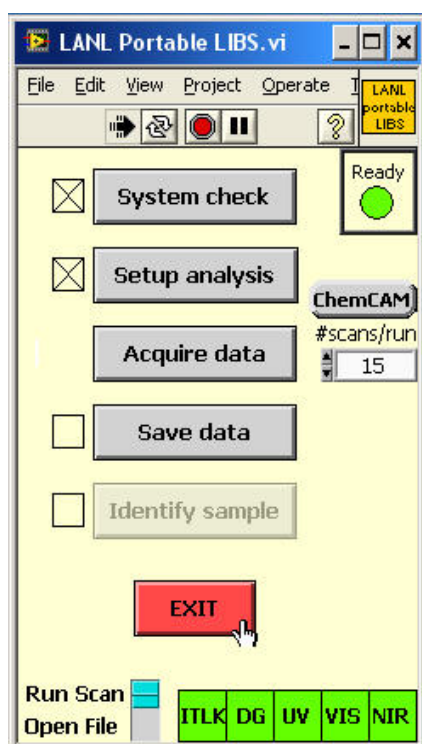 LANL Portable LIBS.vi
File Edit View Project Operate
LANL
portable
LIBS
Ready
System check
Setup analysis
ChemCAM
#scans/run
Acquire data
15
Save data
Identify sample
EXIT
Run Scan
Open File
ITLK DG UV VIS NIR